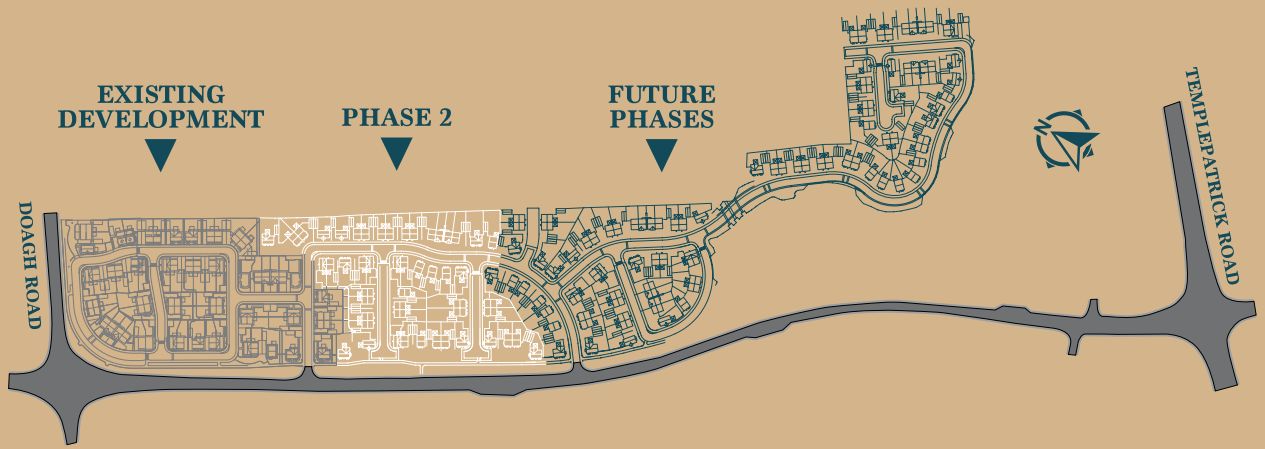 EXISTING
DEVELOPMENT
PHASE 2
FUTURE
PHASES
N
DOAGH ROAD
TEMPLEPATRICK ROAD